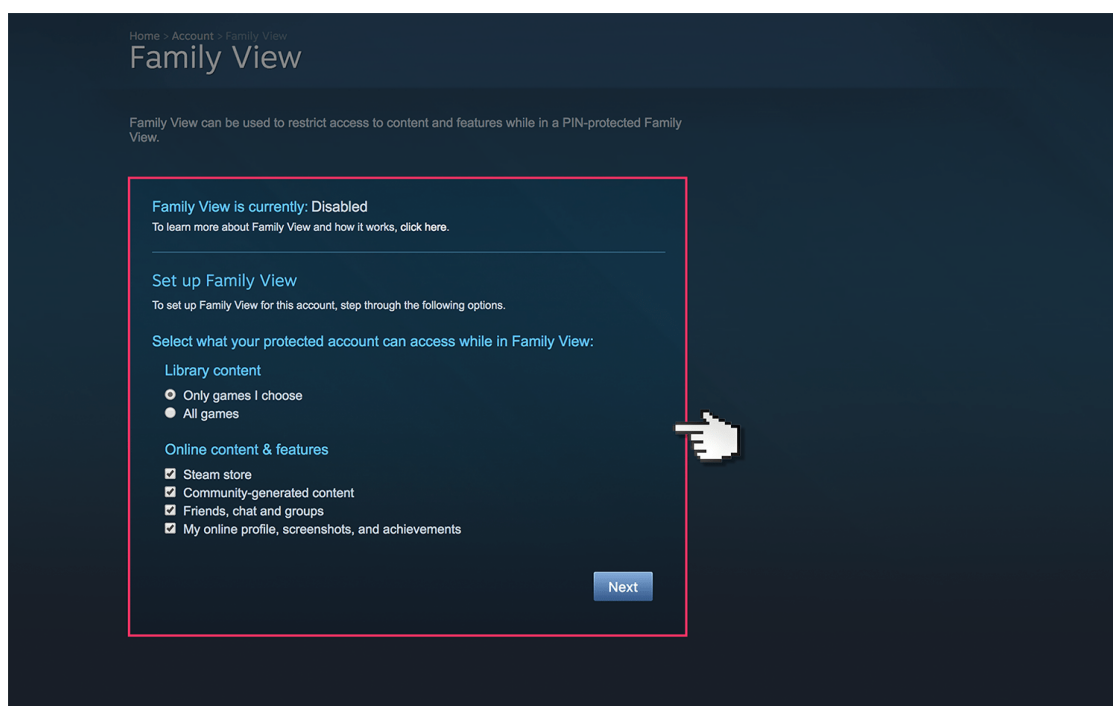 Home > Account > Family View
Family View
Family View can be used to restrict access to content and features while in a PIN-protected Family
View.
Family View is currently: Disabled
To learn more about Family View and how it works, click here.
Set up Family View
To set up Family View for this account, step through the following options.
Select what your protected account can access while in Family View:
Library content
Only games I choose
All games
Online content & features
Steam store
Community-generated content
Friends, chat and groups
My online profile, screenshots, and achievements
Next